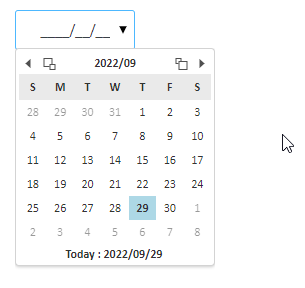 ____/__/__ ▼
2022/09
S M T W T F S
28 29 30 31 1 2 3
4 5 6 7 8 9 10
11 12 13 14 15 16 17
18 19 20 21 22 23 24
25 26 27 28 29 30 1
2 3 4 5 6 7 8
Today : 2022/09/29